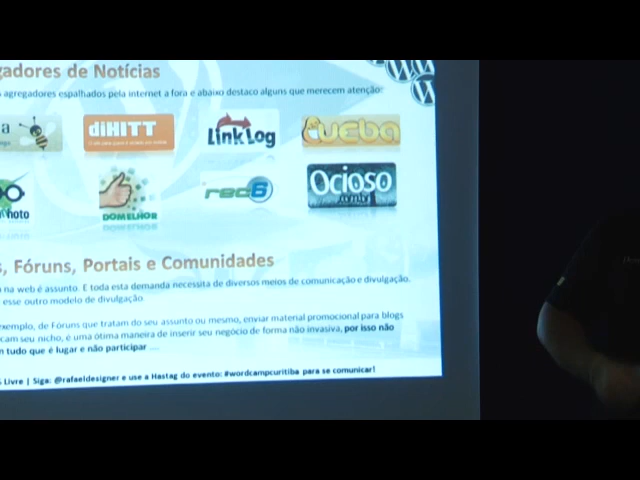 gadores de Notícias
agregadores espalhados pela internet a fora e abaixo destaco alguns que merecem atenção:
a
diHITT
LinkLog
UEBA
hoto
DOMELHOR
rec6
Ocioso
.com.br
s, Fóruns, Portais e Comunidades
na web é assunto. E toda esta demanda necessita de diversos meios de comunicação e divulgação.
esse outro modelo de divulgação
exemplo, de Fóruns que tratam do seu assunto ou mesmo, enviar material promocional para blogs
cam seu nicho, é uma ótima maneira de inserir seu negócio de forma não invasiva, por isso não
m tudo que é lugar e não participar ....
Livre | Siga: @rafaeldesigner e use a Hastag do evento: #wordcampcuritiba para se comunicar!